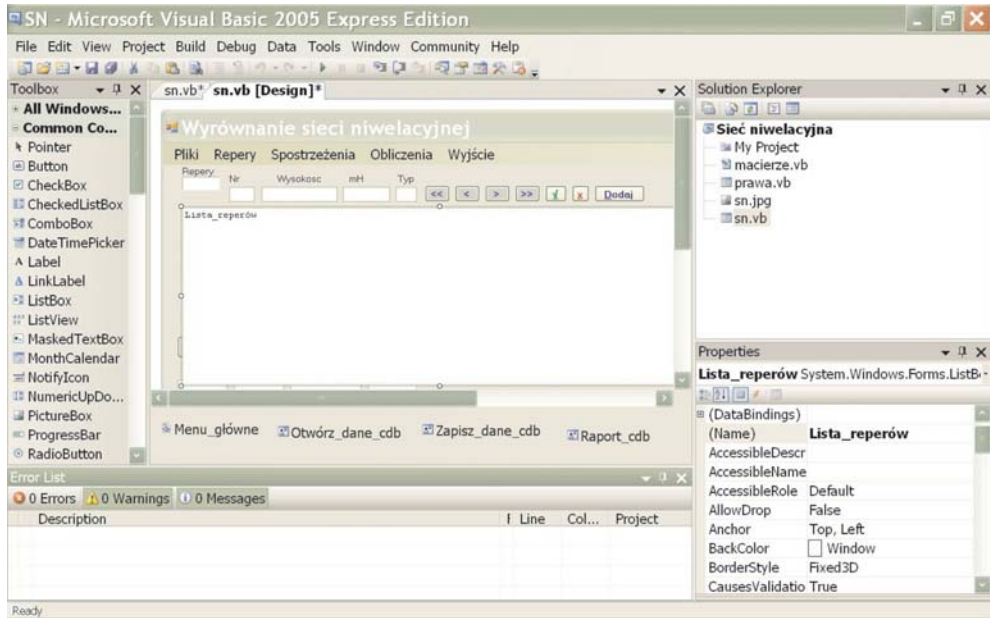 SN - Microsoft Visual Basic 2005 Express Edition
File Edit View Project Build Debug Data Tools Window Community Help
Toolbox
All Windows...
Common Co...
Pointer
Button
CheckBox
CheckedListBox
ComboBox
DateTimePicker
Label
LinkLabel
ListBox
ListView
MaskedTextBox
MonthCalendar
NotifyIcon
NumericUpDo...
PictureBox
ProgressBar
RadioButton
sn.vb* sn.vb [Design]*
Wyrównanie sieci niwelacyjnej
Pliki Repery Spostrzeżenia Obliczenia Wyjście
Repery Nr Wysokosc mH Typ
<< < > >> √ x Dodaj
Lista_reperów
Menu_główne Otwórz_dane_cdb Zapisz_dane_cdb Raport_cdb
Solution Explorer
Sieć niwelacyjna
My Project
macierze.vb
prawa.vb
sn.jpg
sn.vb
Properties
Lista_reperów System.Windows.Forms.ListB
(DataBindings)
(Name) Lista_reperów
AccessibleDescr
AccessibleName
AccessibleRole Default
AllowDrop False
Anchor Top, Left
BackColor Window
BorderStyle Fixed3D
CausesValidatio True
Error List
0 Errors 0 Warnings 0 Messages
Description Line Col... Project
Ready